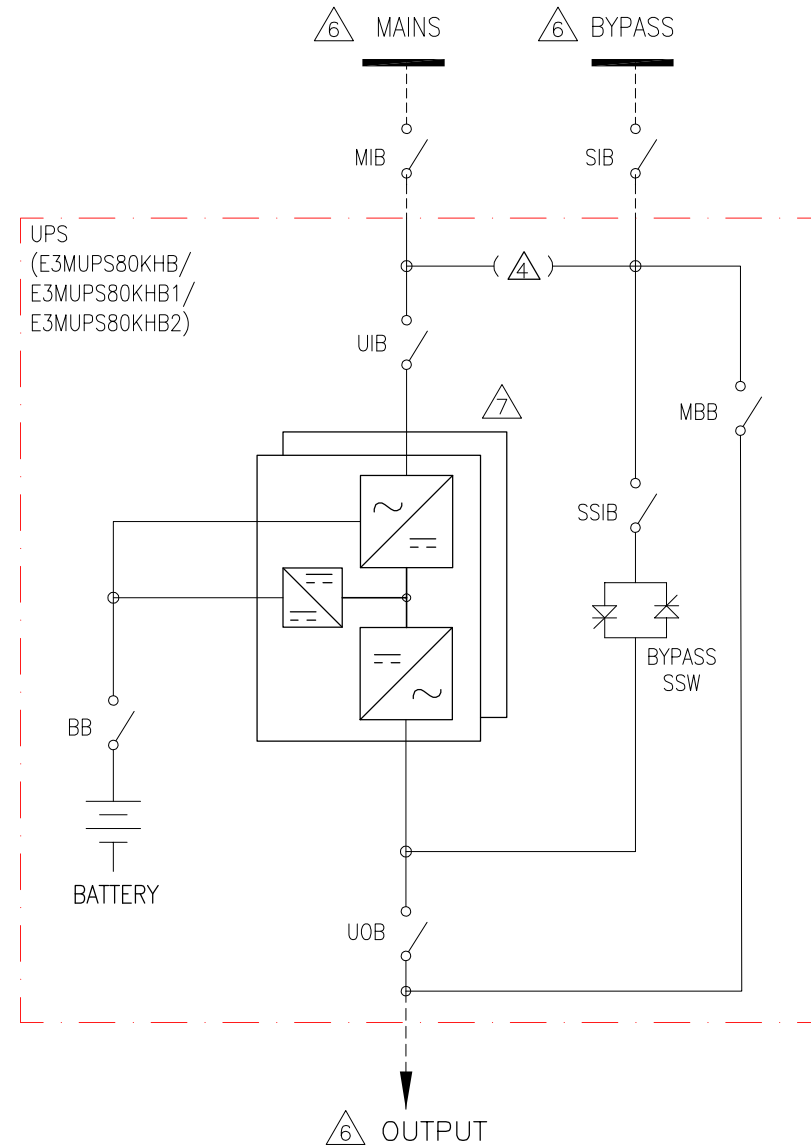 6 MAINS
6 BYPASS
MIB
SIB
UPS
(E3MUPS80KHB/
E3MUPS80KHB1/
E3MUPS80KHB2)
4
UIB
7
MBB
SSIB
BYPASS
SSW
BB
BATTERY
UOB
6 OUTPUT